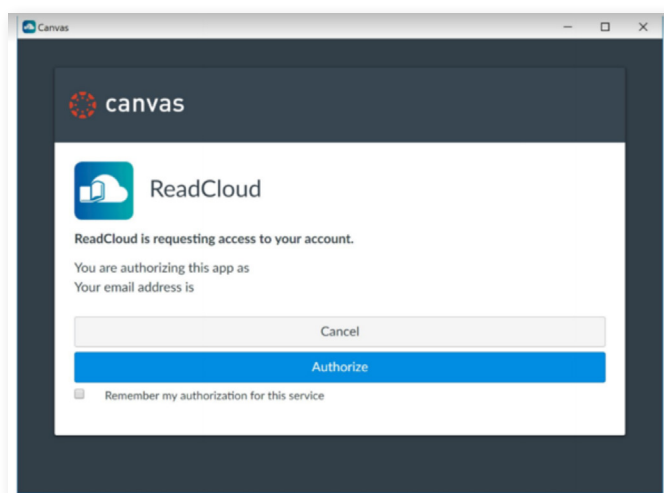 Canvas
canvas
ReadCloud
ReadCloud is requesting access to your account.
You are authorizing this app as
Your email address is
Cancel
Authorize
Remember my authorization for this service